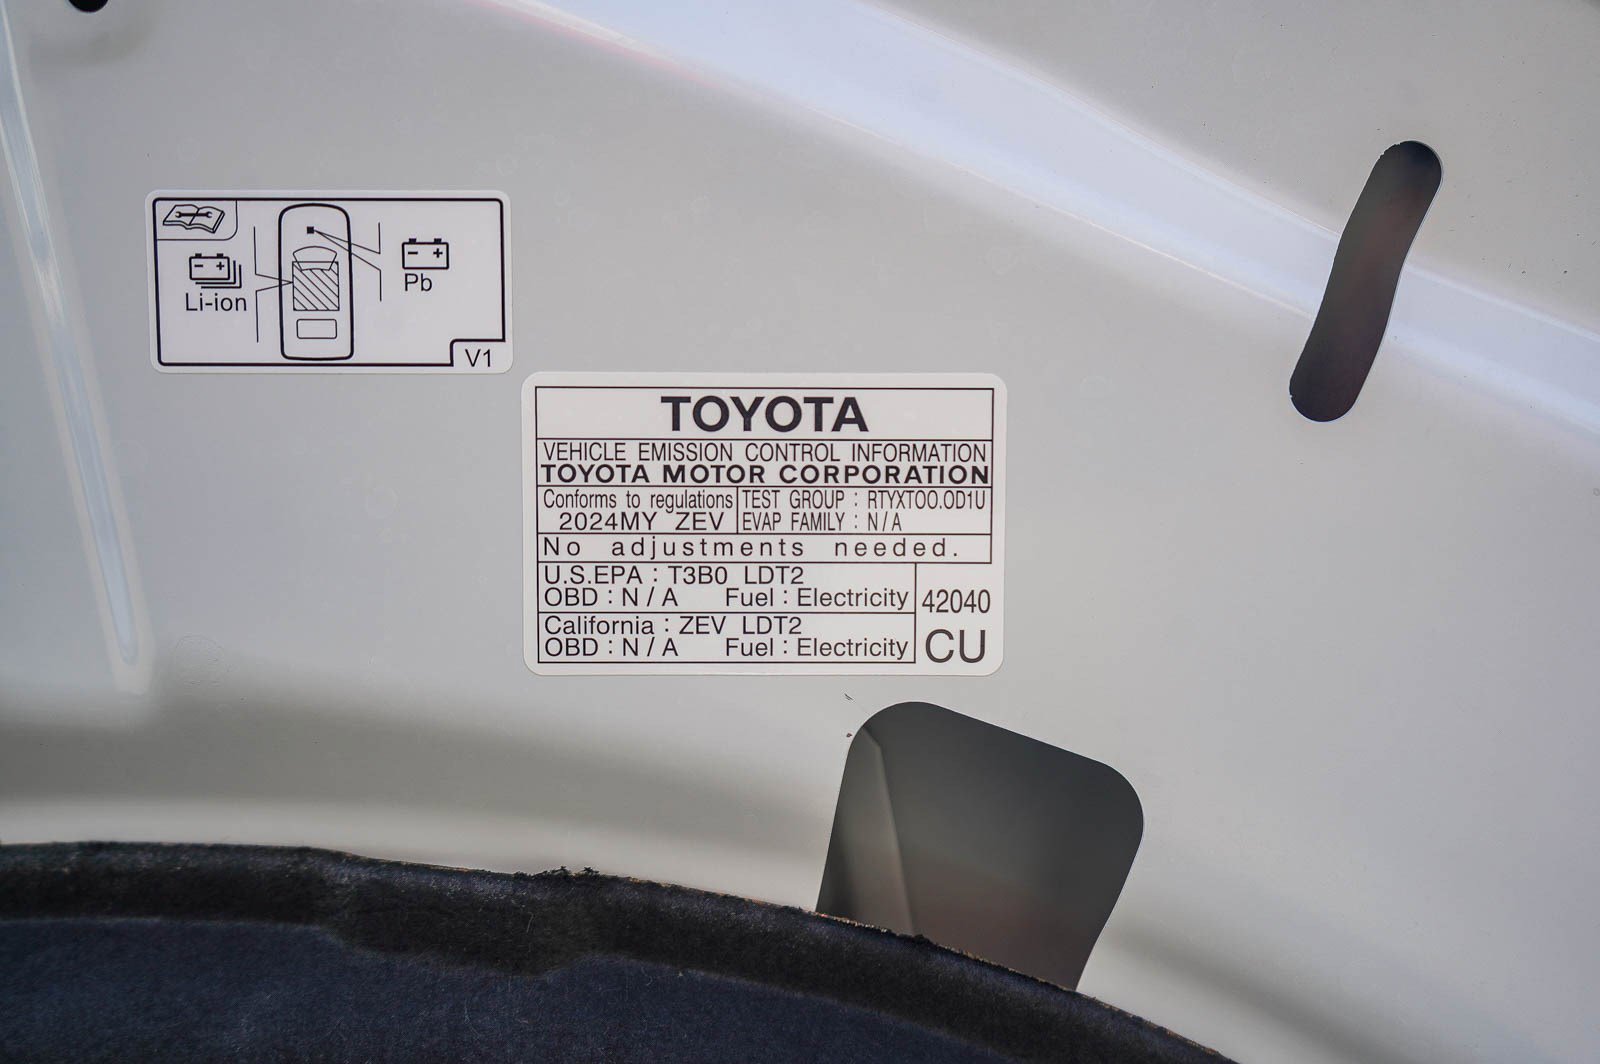 Li-ion
Pb
V1
TOYOTA
VEHICLE EMISSION CONTROL INFORMATION
TOYOTA MOTOR CORPORATION
Conforms to regulations
2024MY ZEV
TEST GROUP : RTYXT00.0D1U
EVAP FAMILY : N/A
No adjustments needed.
U.S.EPA : T3B0 LDT2
OBD : N/A Fuel : Electricity
California : ZEV LDT2
OBD : N/A Fuel : Electricity
42040
CU